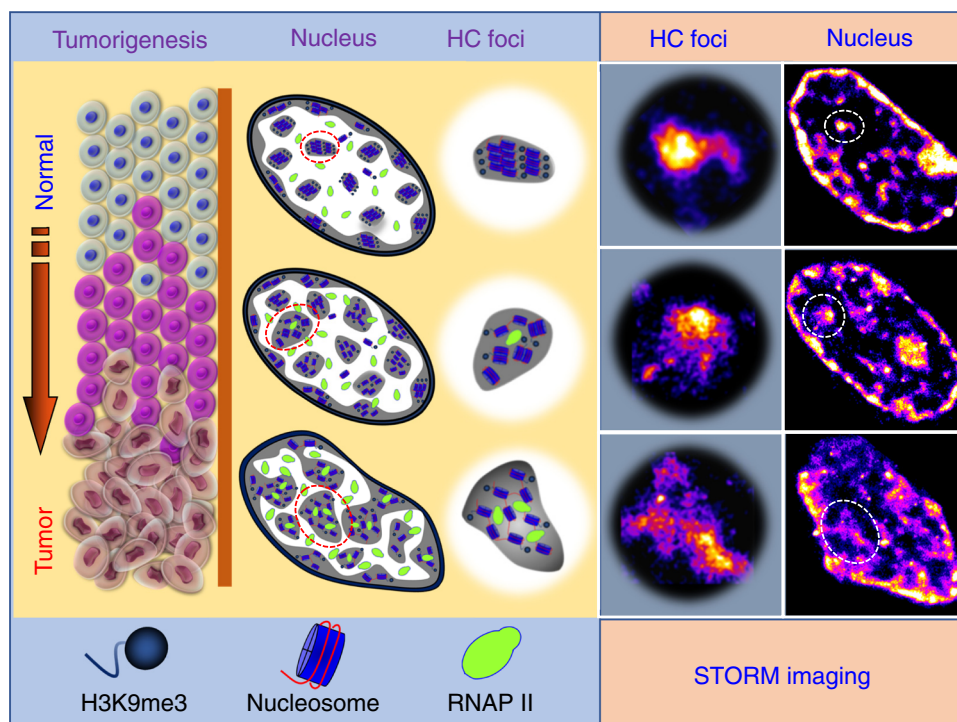 Tumorigenesis
Nucleus
HC foci
HC foci
Nucleus
Normal
Tumor
H3K9me3
Nucleosome
RNAP II
STORM imaging